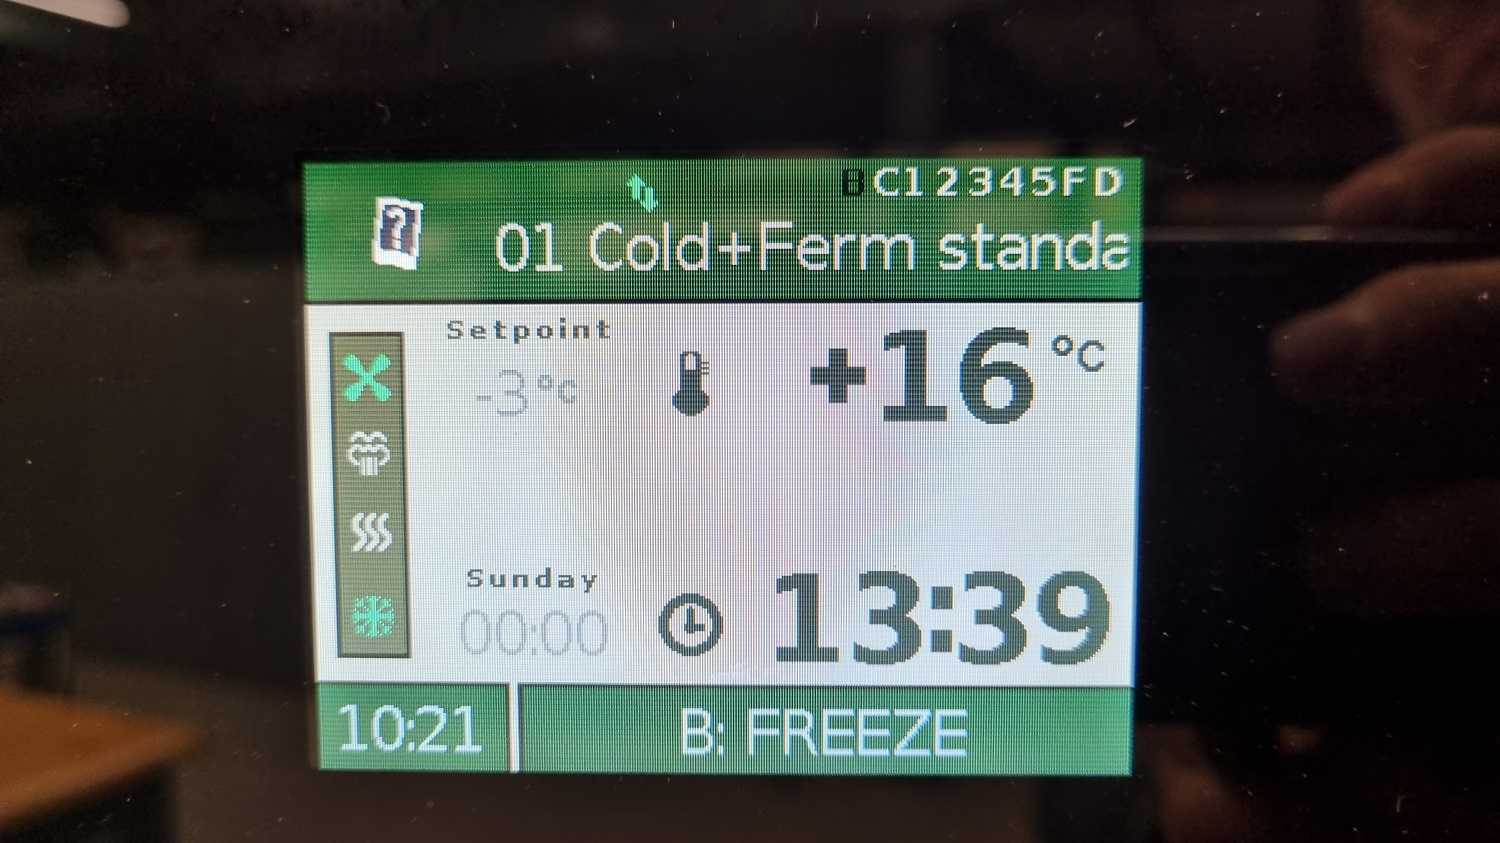 BC12345FD
?
01 Cold+Ferm standa
Setpoint
-3°C
+16°C
Sunday
00:00
13:39
10:21
B: FREEZE